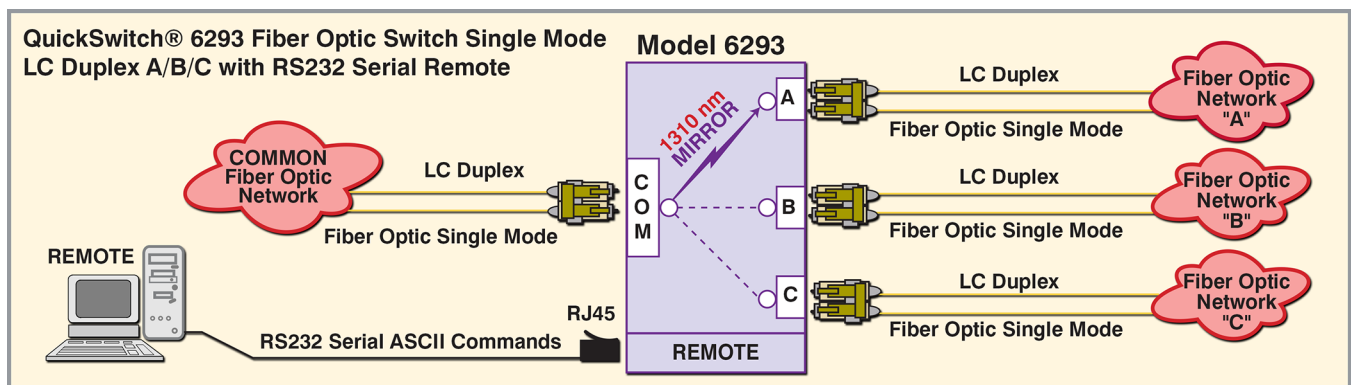 QuickSwitch® 6293 Fiber Optic Switch Single Mode
LC Duplex A/B/C with RS232 Serial Remote
Model 6293
COMMON
Fiber Optic
Network
LC Duplex
Fiber Optic Single Mode
COM
1310 nm
MIRROR
A
B
C
LC Duplex
Fiber Optic Single Mode
Fiber Optic
Network
"A"
LC Duplex
Fiber Optic Single Mode
Fiber Optic
Network
"B"
LC Duplex
Fiber Optic Single Mode
Fiber Optic
Network
"C"
REMOTE
RS232 Serial ASCII Commands
RJ45
REMOTE